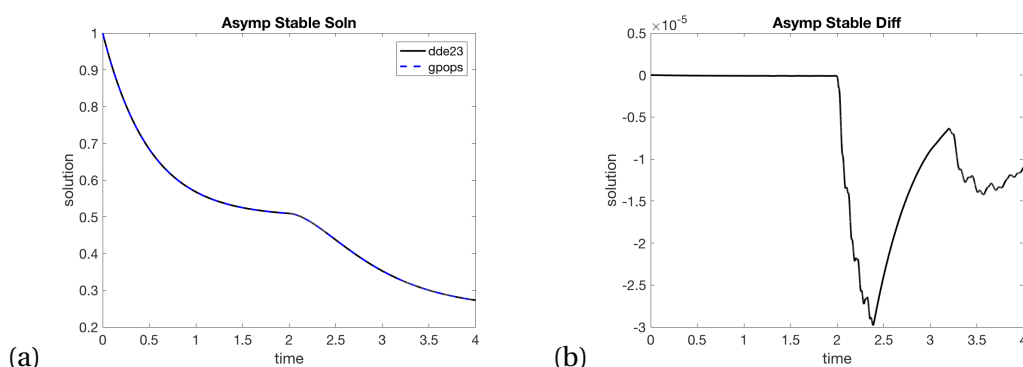 Asymp Stable Soln
1
0.9
0.8
0.7
0.6
0.5
0.4
0.3
0.2
solution
0 0.5 1 1.5 2 2.5 3 3.5 4
time
dde23
gpops
(a)
Asymp Stable Diff
×10⁻⁵
0.5
0
-0.5
-1
-1.5
-2
-2.5
-3
solution
0 0.5 1 1.5 2 2.5 3 3.5 4
time
(b)